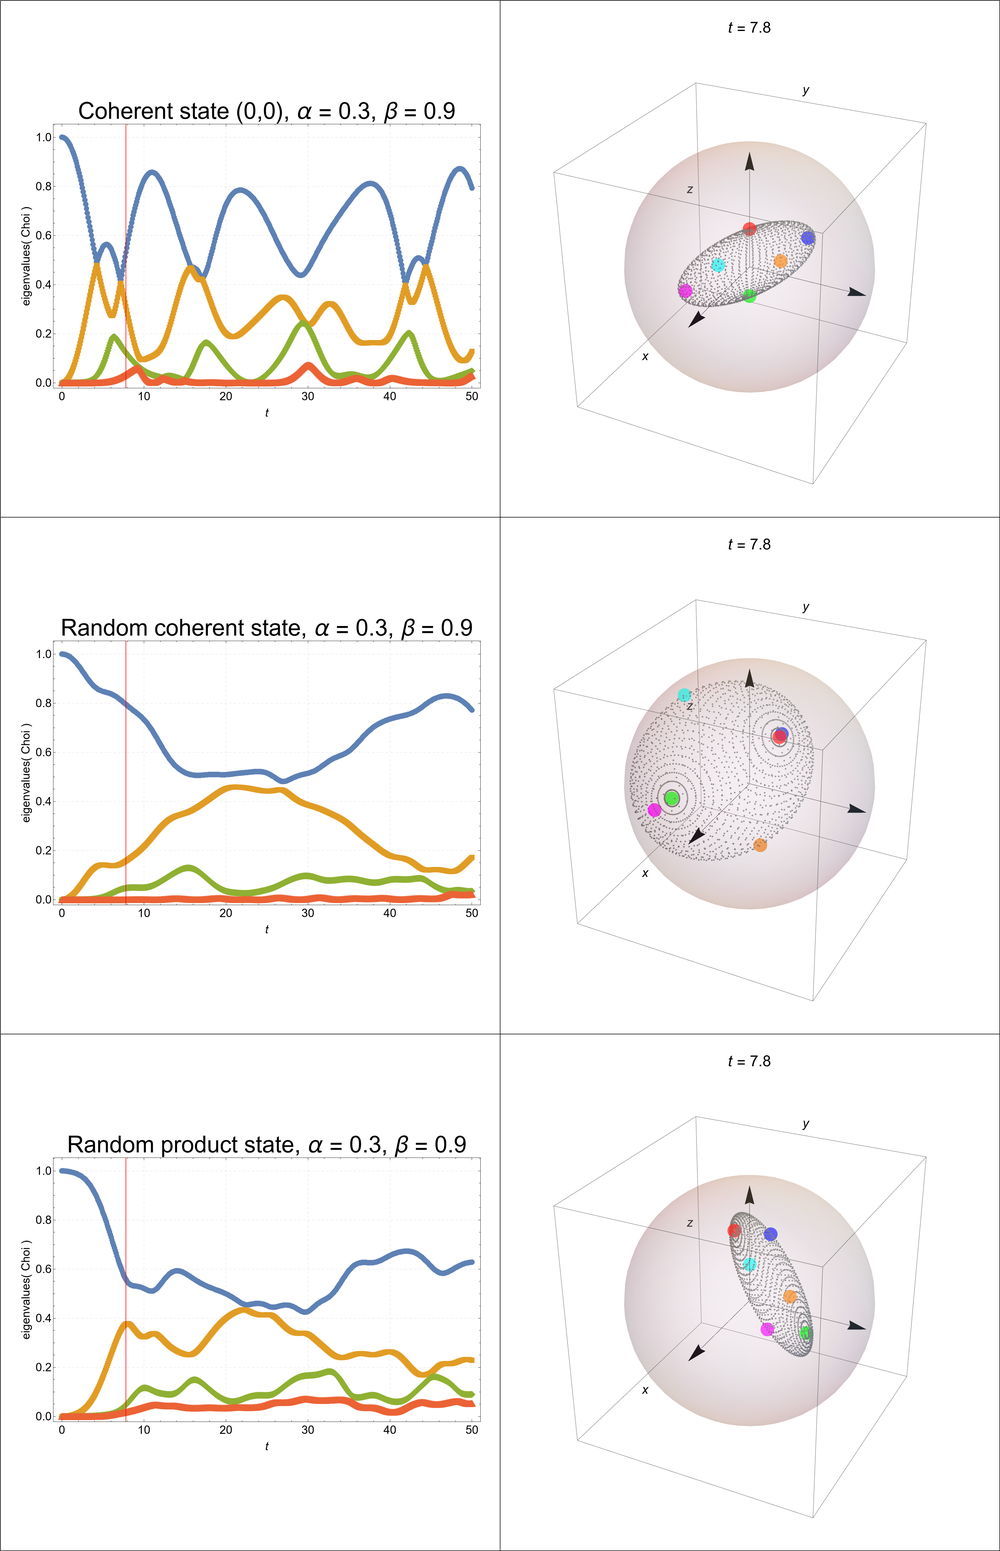 t = 7.8
y
Coherent state (0,0), α = 0.3, β = 0.9
eigenvalues( Choi )
1.0
0.8
0.6
0.4
0.2
0.0
0 10 20 30 40 50
t
z
x
t = 7.8
y
Random coherent state, α = 0.3, β = 0.9
eigenvalues( Choi )
1.0
0.8
0.6
0.4
0.2
0.0
0 10 20 30 40 50
t
z
x
t = 7.8
y
Random product state, α = 0.3, β = 0.9
eigenvalues( Choi )
1.0
0.8
0.6
0.4
0.2
0.0
0 10 20 30 40 50
t
z
x